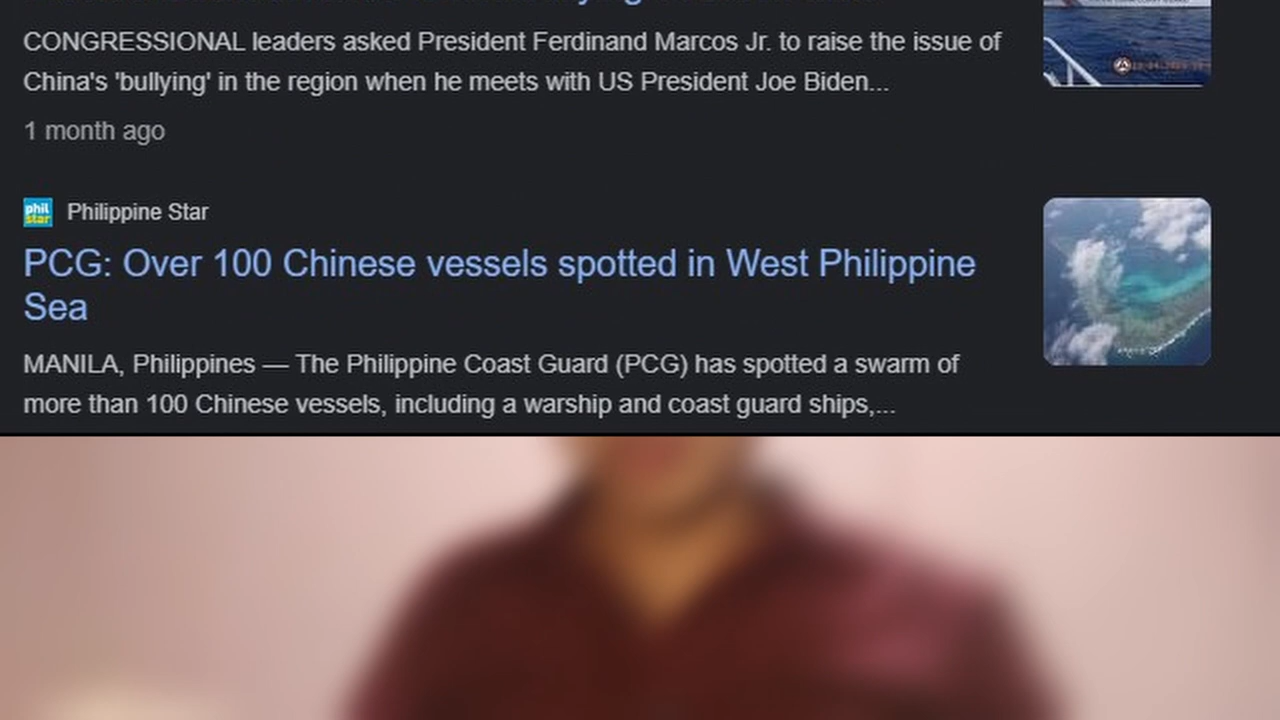 CONGRESSIONAL leaders asked President Ferdinand Marcos Jr. to raise the issue of
China's 'bullying' in the region when he meets with US President Joe Biden...
1 month ago
phil
star
Philippine Star
PCG: Over 100 Chinese vessels spotted in West Philippine
Sea
MANILA, Philippines — The Philippine Coast Guard (PCG) has spotted a swarm of
more than 100 Chinese vessels, including a warship and coast guard ships,...